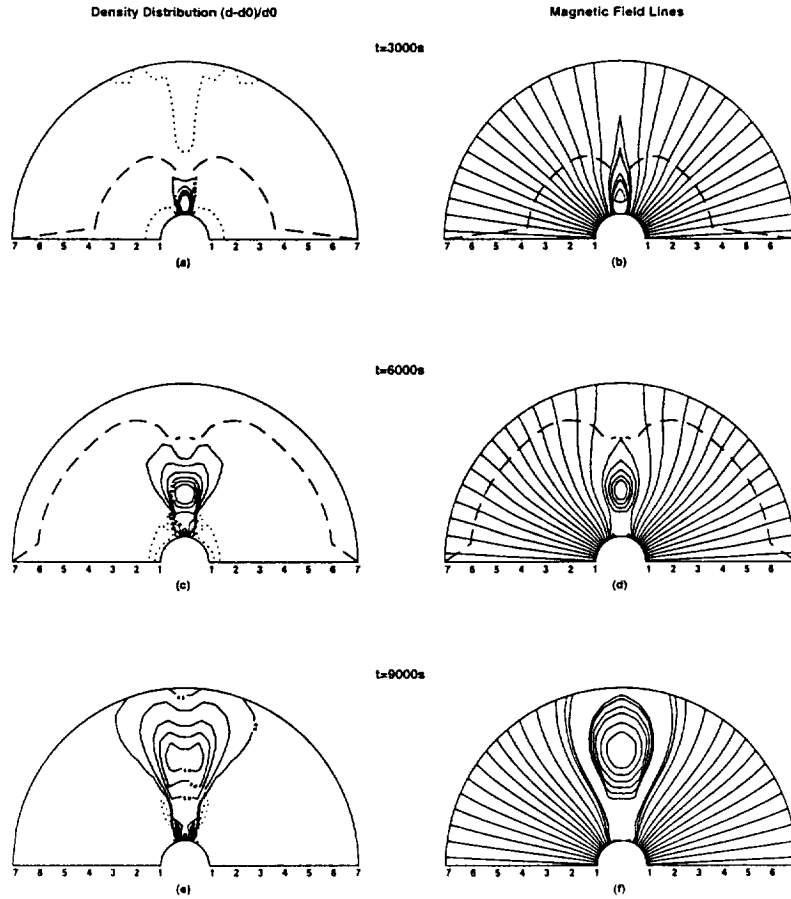 Density Distribution (d-d0)/d0
Magnetic Field Lines
t=3000s
7 6 5 4 3 2 1 1 2 3 4 5 6 7
7 6 5 4 3 2 1 1 2 3 4 5 6
(a)
(b)
t=6000s
7 6 5 4 3 2 1 1 2 3 4 5 6 7
7 6 5 4 3 2 1 1 2 3 4 5 6
(c)
(d)
t=9000s
7 6 5 4 3 2 1 1 2 3 4 5 6 7
7 6 5 4 3 2 1 1 2 3 4 5 6
(e)
(f)